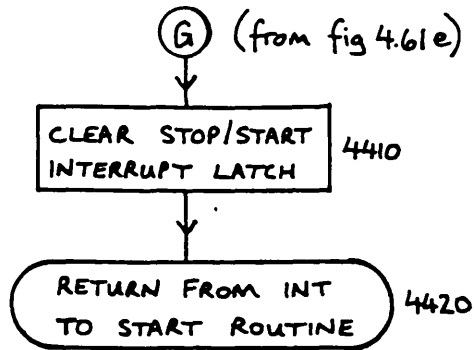 G (from fig 4.61e)
CLEAR STOP/START
INTERRUPT LATCH 4410
RETURN FROM INT
TO START ROUTINE 4420